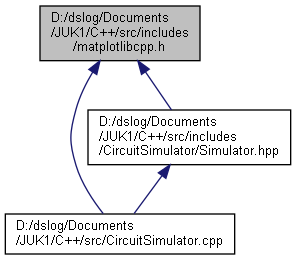 D:/dslog/Documents
/JUK1/C++/src/includes
/matplotlibcpp.h
D:/dslog/Documents
/JUK1/C++/src/includes
/CircuitSimulator/Simulator.hpp
D:/dslog/Documents
/JUK1/C++/src/CircuitSimulator.cpp